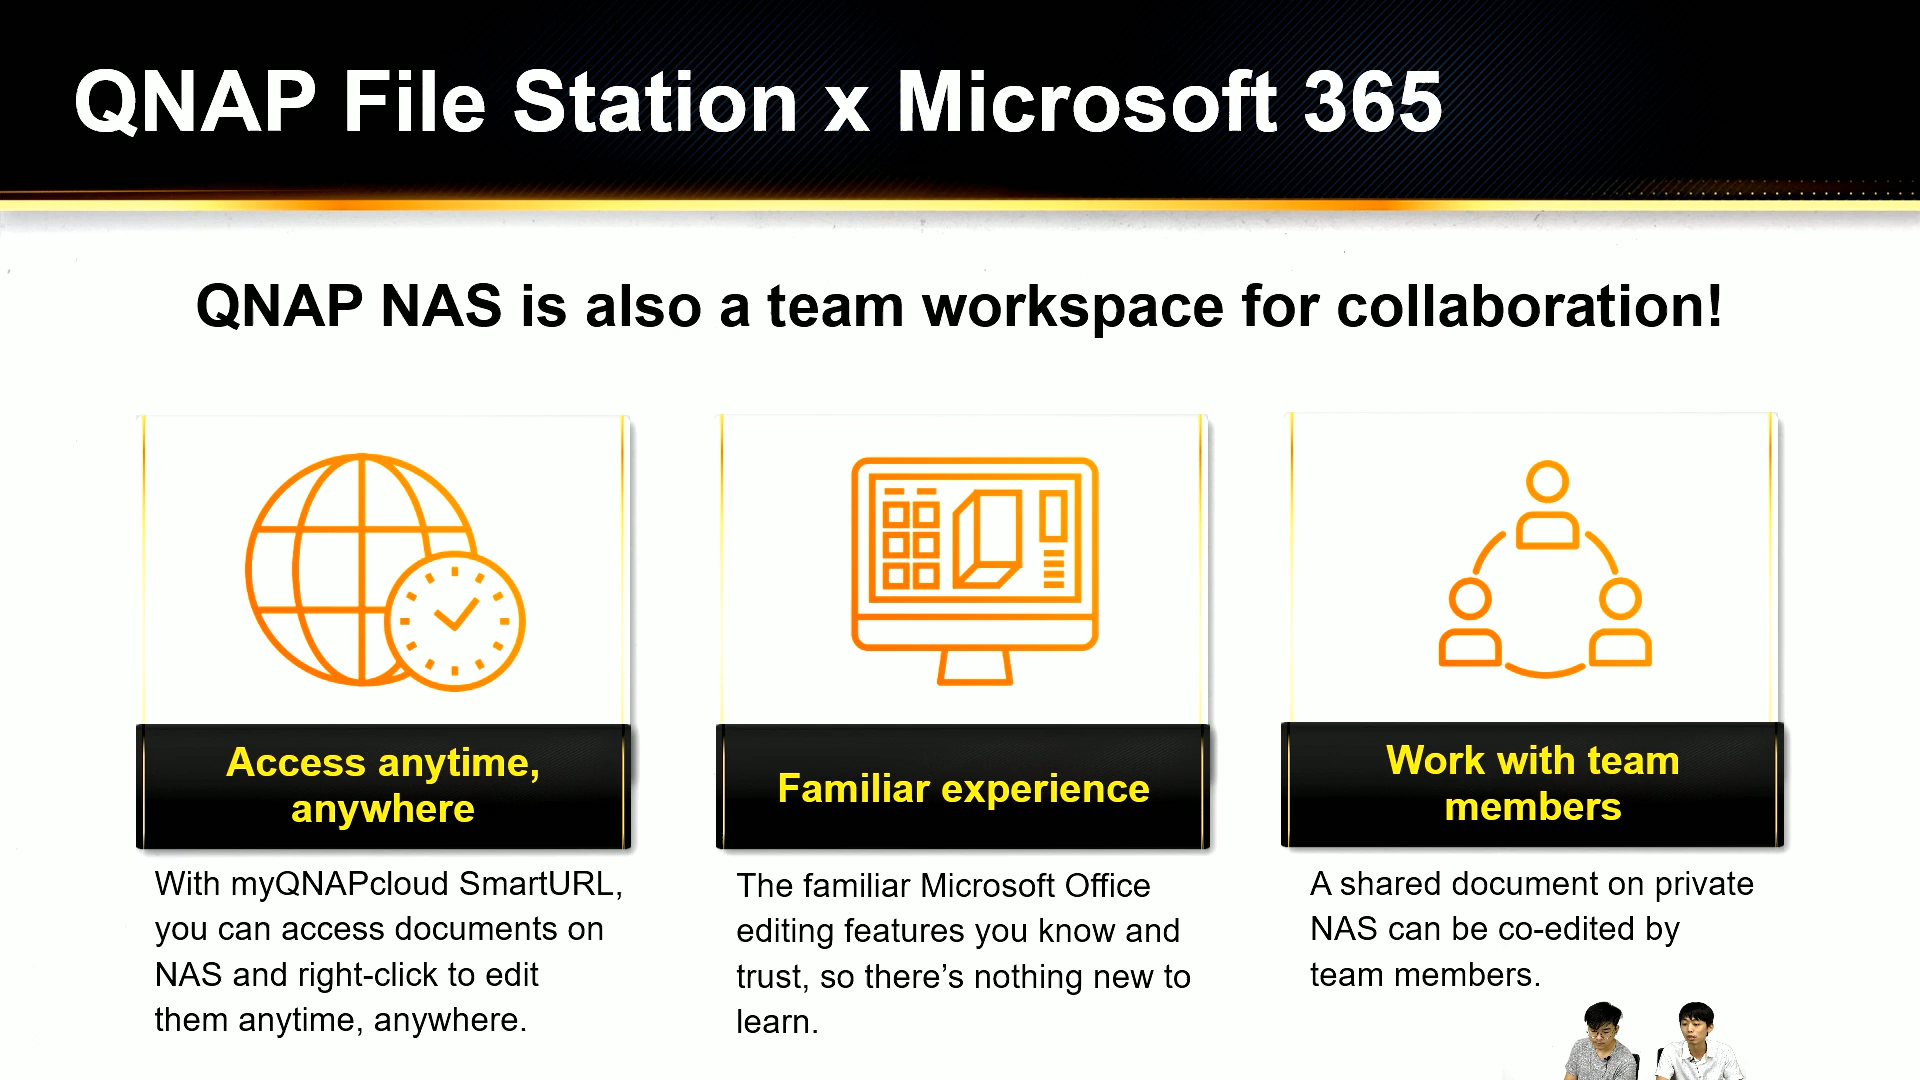 QNAP File Station x Microsoft 365
QNAP NAS is also a team workspace for collaboration!
Access anytime,
anywhere
With myQNAPcloud SmartURL,
you can access documents on
NAS and right-click to edit
them anytime, anywhere.
Familiar experience
The familiar Microsoft Office
editing features you know and
trust, so there’s nothing new to
learn.
Work with team
members
A shared document on private
NAS can be co-edited by
team members.